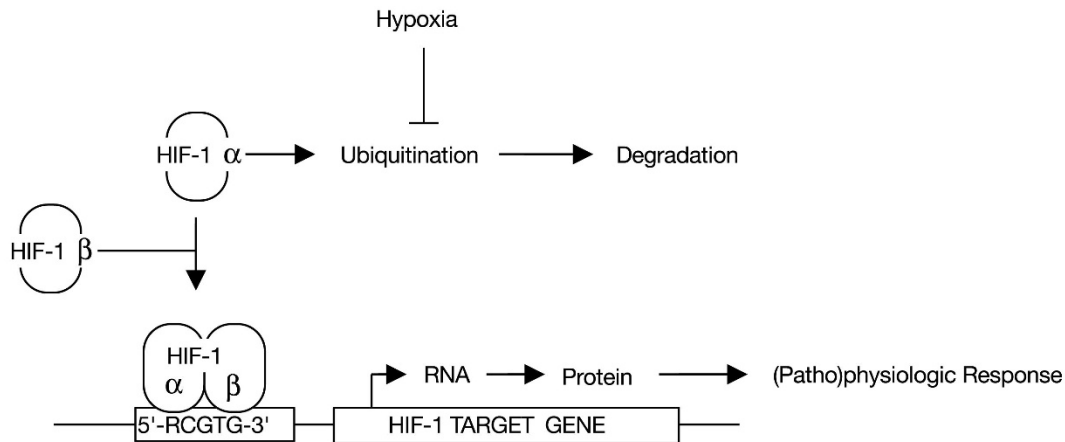 Hypoxia
HIF-1 α
Ubiquitination
Degradation
HIF-1 β
HIF-1
α β
RNA
Protein
(Patho)physiologic Response
5'-RCGTG-3'
HIF-1 TARGET GENE